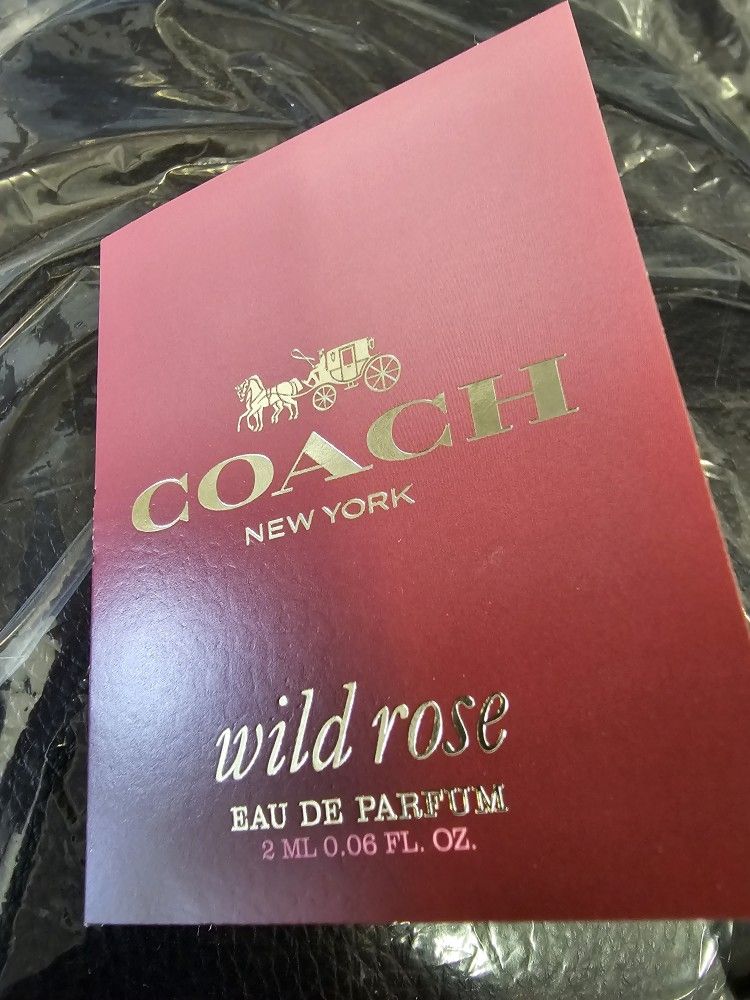 COACH
NEW YORK
wild rose
EAU DE PARFUM
2 ML 0.06 FL. OZ.